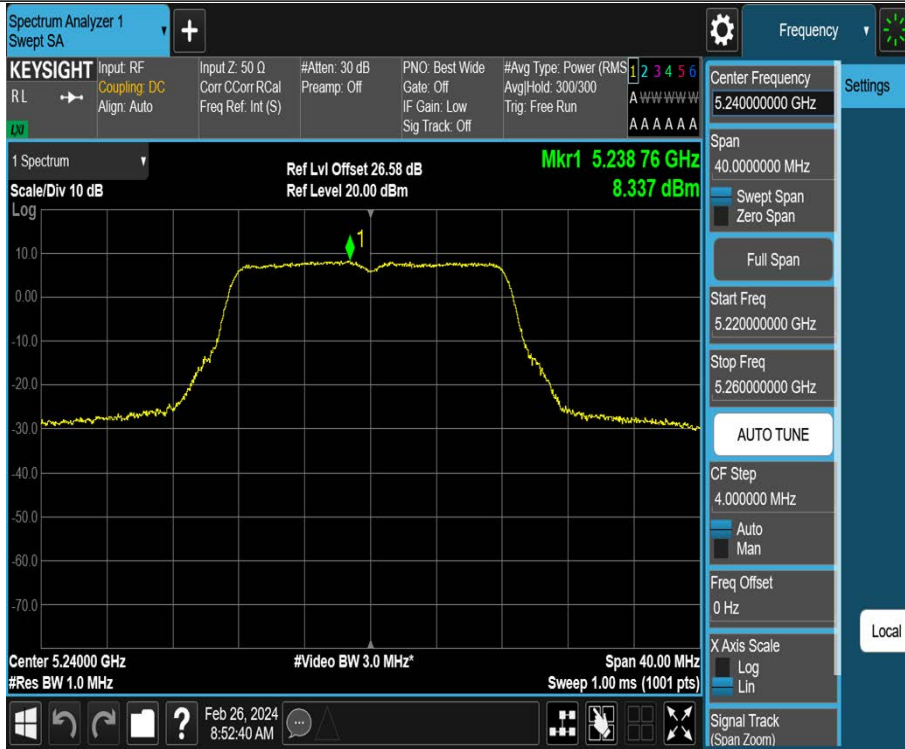 Spectrum Analyzer 1
Swept SA
+
Frequency
KEYSIGHT
RL
LXI
Input: RF
Coupling: DC
Align: Auto
Input Z: 50 Ω
Corr CCorr RCal
Freq Ref: Int (S)
#Atten: 30 dB
Preamp: Off
PNO: Best Wide
Gate: Off
IF Gain: Low
Sig Track: Off
#Avg Type: Power (RMS
Avg|Hold: 300/300
Trig: Free Run
1 2 3 4 5 6
A W W W W W
A A A A A A
1 Spectrum
Scale/Div 10 dB
Log
Ref Lvl Offset 26.58 dB
Ref Level 20.00 dBm
Mkr1 5.238 76 GHz
8.337 dBm
1
10.0
0.00
-10.0
-20.0
-30.0
-40.0
-50.0
-60.0
-70.0
Center 5.24000 GHz
#Res BW 1.0 MHz
#Video BW 3.0 MHz*
Span 40.00 MHz
Sweep 1.00 ms (1001 pts)
Center Frequency
5.240000000 GHz
Settings
Span
40.0000000 MHz
Swept Span
Zero Span
Full Span
Start Freq
5.220000000 GHz
Stop Freq
5.260000000 GHz
AUTO TUNE
CF Step
4.000000 MHz
Auto
Man
Freq Offset
0 Hz
Local
X Axis Scale
Log
Lin
Signal Track
(Span Zoom)
?
Feb 26, 2024
8:52:40 AM